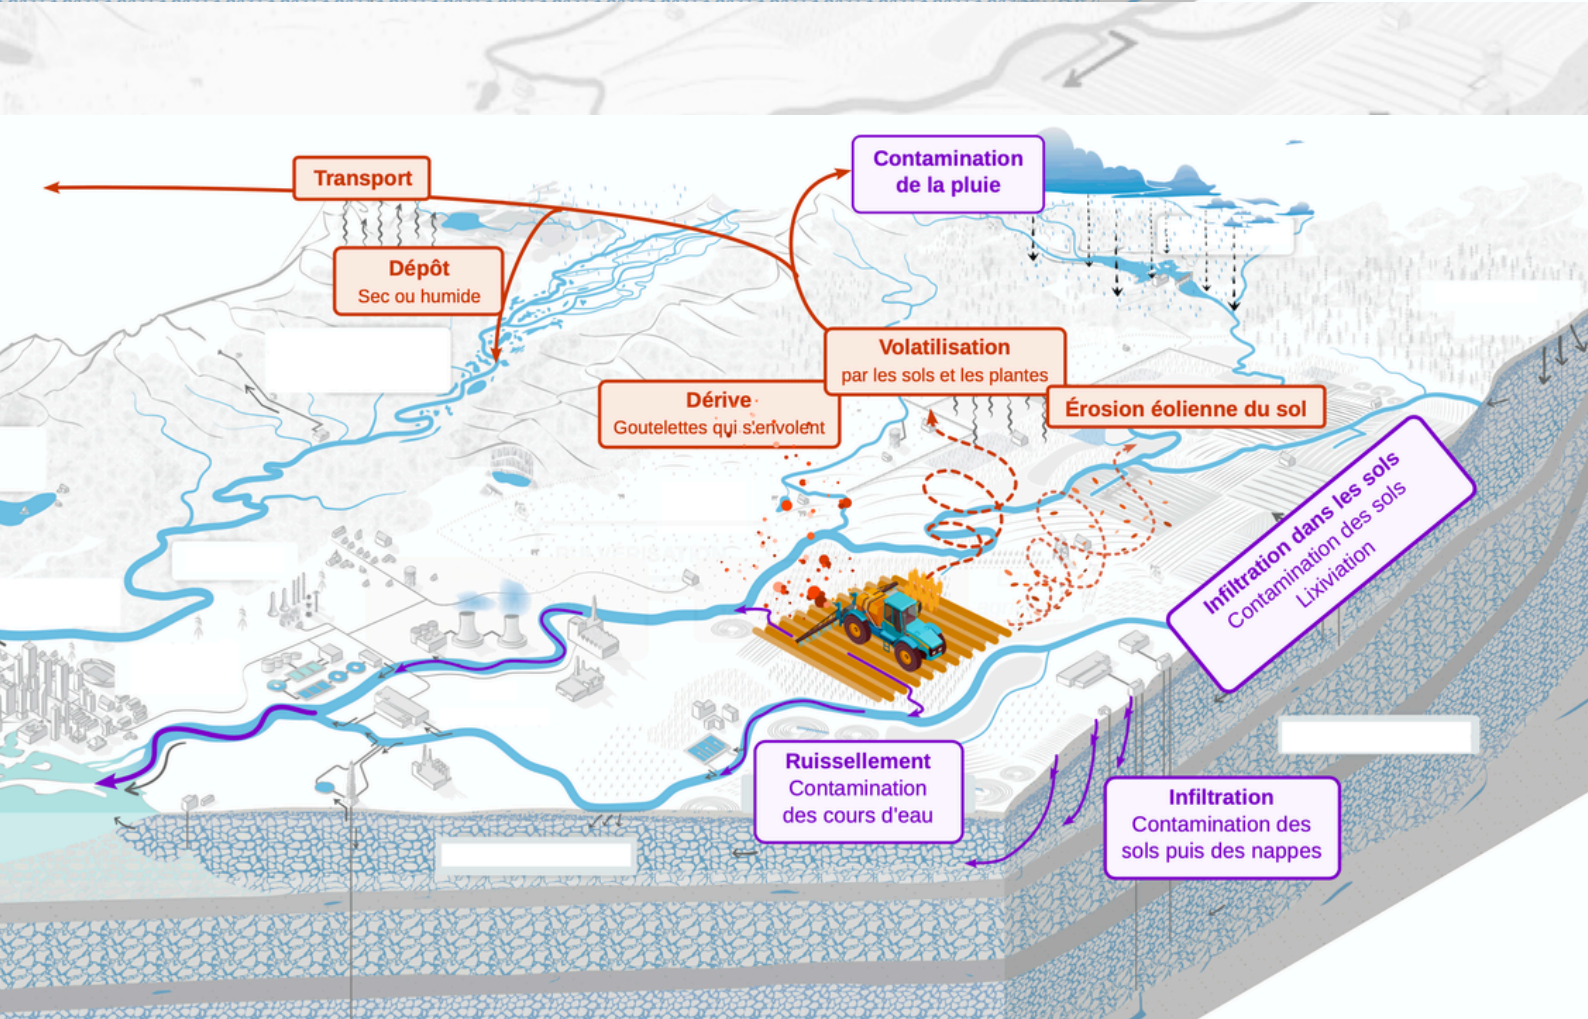 Transport
Contamination
de la pluie
Dépôt
Sec ou humide
Volatilisation
par les sols et les plantes
Dérive
Goutelettes qui s'envolent
Érosion éolienne du sol
Infiltration dans les sols
Contamination des sols
Lixiviation
Ruissellement
Contamination
des cours d'eau
Infiltration
Contamination des
sols puis des nappes